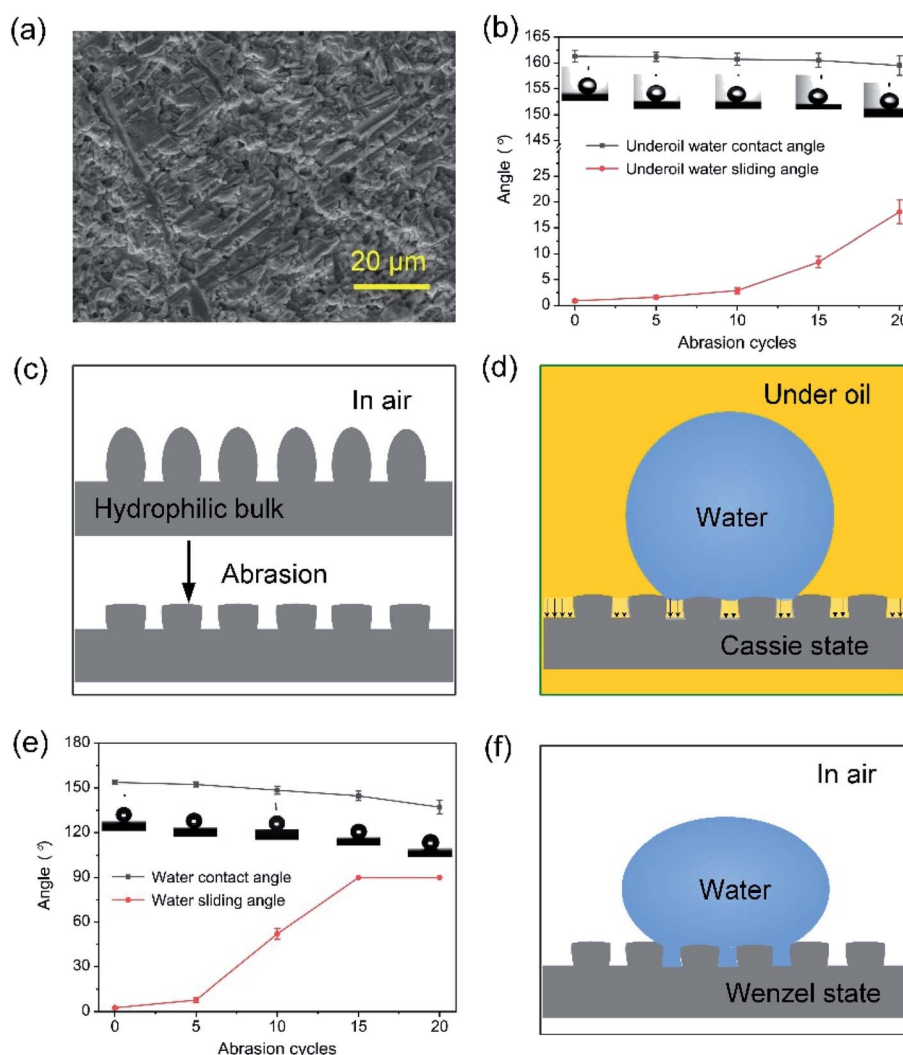 (a)
20 µm
(b)
165
160
155
150
145
25
20
15
10
5
0
Angle (°)
Underoil water contact angle
Underoil water sliding angle
0 5 10 15 20
Abrasion cycles
(c)
In air
Hydrophilic bulk
Abrasion
(d)
Under oil
Water
Cassie state
(e)
180
150
120
90
60
30
0
Angle (°)
Water contact angle
Water sliding angle
0 5 10 15 20
Abrasion cycles
(f)
In air
Water
Wenzel state